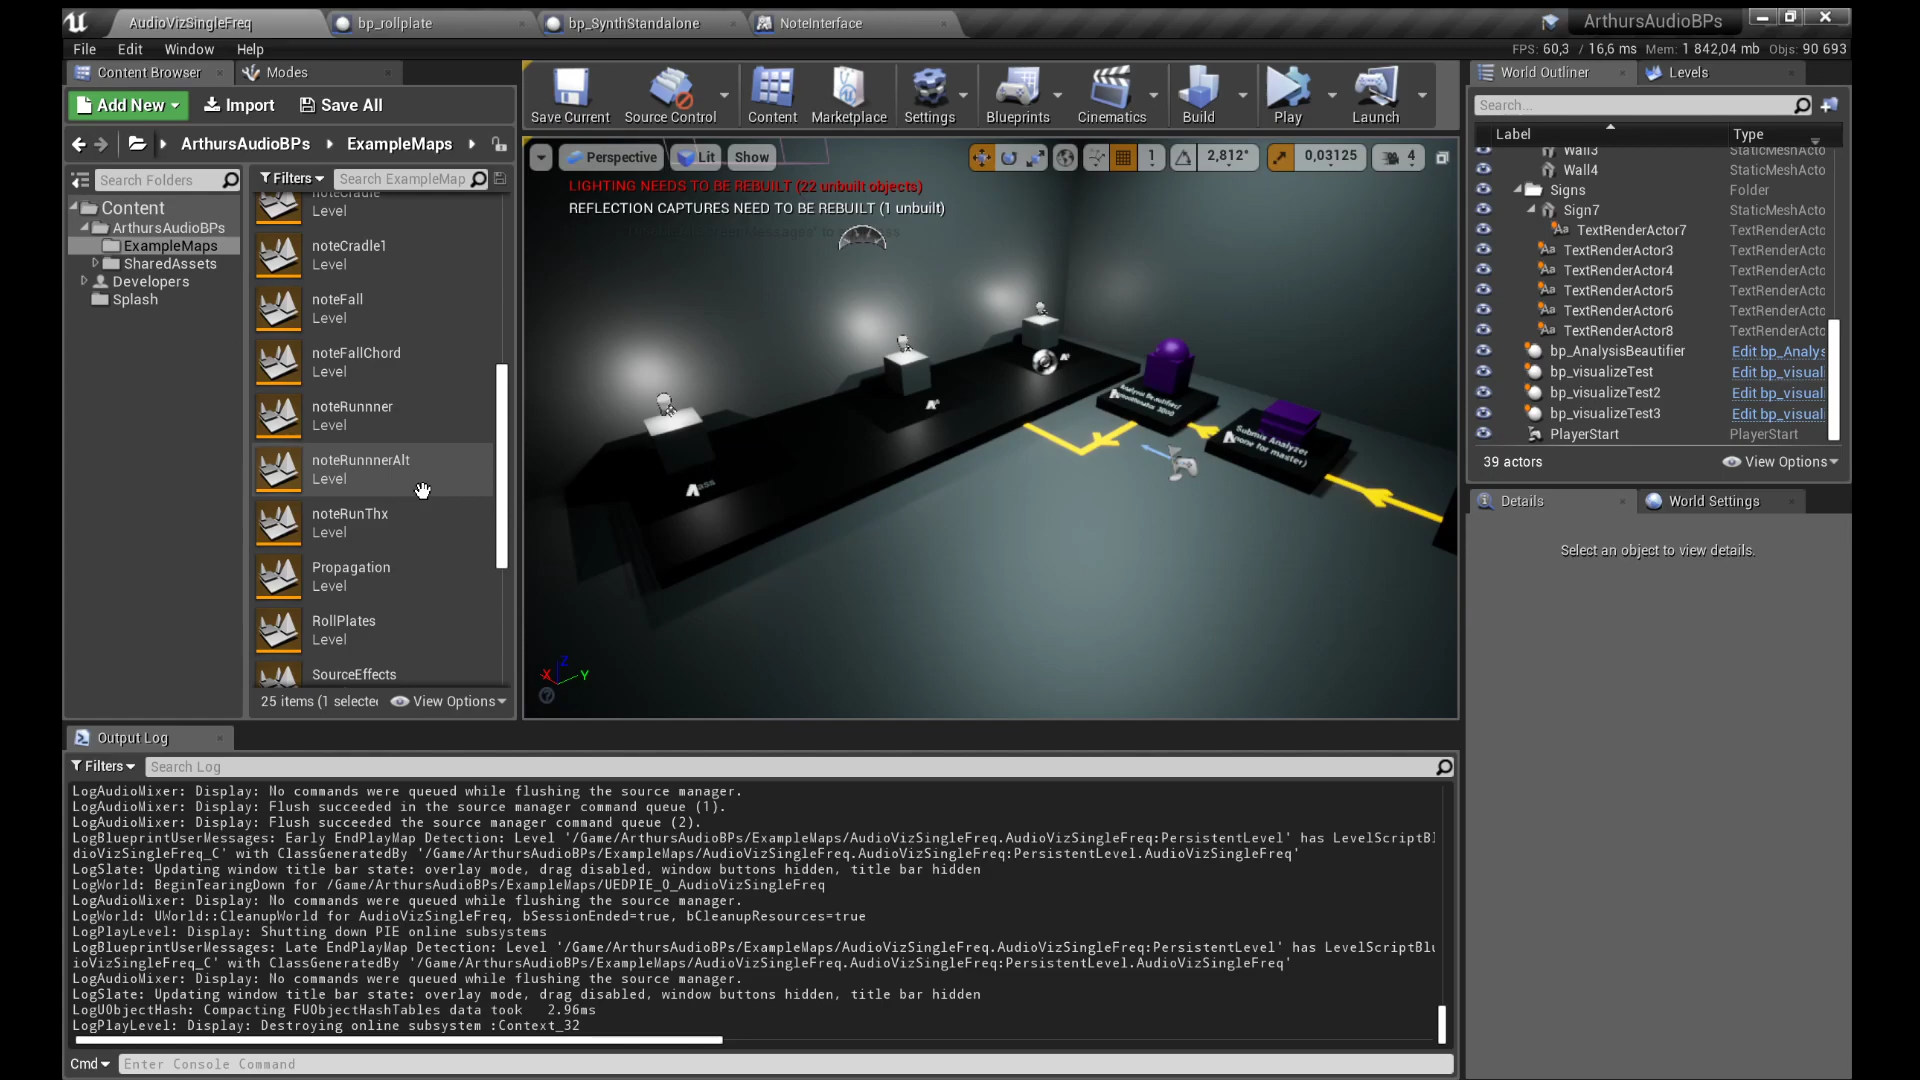 AudioVizSingleFreq
bp_rollplate
bp_SynthStandalone
NoteInterface
ArthursAudioBPs
File Edit Window Help
FPS: 60,3 / 16,6 ms Mem: 1 842,04 mb Objs: 90 693
Content Browser
Modes
Add New
Import
Save All
ArthursAudioBPs
ExampleMaps
Search Folders
Content
ArthursAudioBPs
ExampleMaps
SharedAssets
Developers
Splash
Filters
Search ExampleMap
noteCradle
Level
noteCradle1
Level
noteFall
Level
noteFallChord
Level
noteRunnner
Level
noteRunnnerAlt
Level
noteRunThx
Level
Propagation
Level
RollPlates
Level
SourceEffects
25 items (1 selected
View Options
Save Current
Source Control
Content
Marketplace
Settings
Blueprints
Cinematics
Build
Play
Launch
Perspective
Lit
Show
1
2,812°
0,03125
4
LIGHTING NEEDS TO BE REBUILT (22 unbuilt objects)
REFLECTION CAPTURES NEED TO BE REBUILT (1 unbuilt)
Submix Analyzer
none for master)
X Z Y
World Outliner
Levels
Search...
Label
Type
Wall3 StaticMeshActo
Wall4 StaticMeshActo
Signs Folder
Sign7 StaticMeshActo
TextRenderActor7 TextRenderActo
TextRenderActor3 TextRenderActo
TextRenderActor4 TextRenderActo
TextRenderActor5 TextRenderActo
TextRenderActor6 TextRenderActo
TextRenderActor8 TextRenderActo
bp_AnalysisBeautifier Edit bp_Analys
bp_visualizeTest Edit bp_visual
bp_visualizeTest2 Edit bp_visual
bp_visualizeTest3 Edit bp_visual
PlayerStart PlayerStart
39 actors
View Options
Details
World Settings
Select an object to view details.
Output Log
Filters
Search Log
LogAudioMixer: Display: No commands were queued while flushing the source manager.
LogAudioMixer: Display: Flush succeeded in the source manager command queue (1).
LogAudioMixer: Display: Flush succeeded in the source manager command queue (2).
LogBlueprintUserMessages: Early EndPlayMap Detection: Level '/Game/ArthursAudioBPs/ExampleMaps/AudioVizSingleFreq.AudioVizSingleFreq:PersistentLevel' has LevelScriptBl
dioVizSingleFreq_C' with ClassGeneratedBy '/Game/ArthursAudioBPs/ExampleMaps/AudioVizSingleFreq.AudioVizSingleFreq:PersistentLevel.AudioVizSingleFreq'
LogSlate: Updating window title bar state: overlay mode, drag disabled, window buttons hidden, title bar hidden
LogWorld: BeginTearingDown for /Game/ArthursAudioBPs/ExampleMaps/UEDPIE_0_AudioVizSingleFreq
LogAudioMixer: Display: No commands were queued while flushing the source manager.
LogWorld: UWorld::CleanupWorld for AudioVizSingleFreq, bSessionEnded=true, bCleanupResources=true
LogPlayLevel: Display: Shutting down PIE online subsystems
LogBlueprintUserMessages: Late EndPlayMap Detection: Level '/Game/ArthursAudioBPs/ExampleMaps/AudioVizSingleFreq.AudioVizSingleFreq:PersistentLevel' has LevelScriptBlu
ioVizSingleFreq_C' with ClassGeneratedBy '/Game/ArthursAudioBPs/ExampleMaps/AudioVizSingleFreq.AudioVizSingleFreq:PersistentLevel.AudioVizSingleFreq'
LogAudioMixer: Display: No commands were queued while flushing the source manager.
LogSlate: Updating window title bar state: overlay mode, drag disabled, window buttons hidden, title bar hidden
LogUObjectHash: Compacting FUObjectHashTables data took 2.96ms
LogPlayLevel: Display: Destroying online subsystem :Context_32
Cmd
Enter Console Command